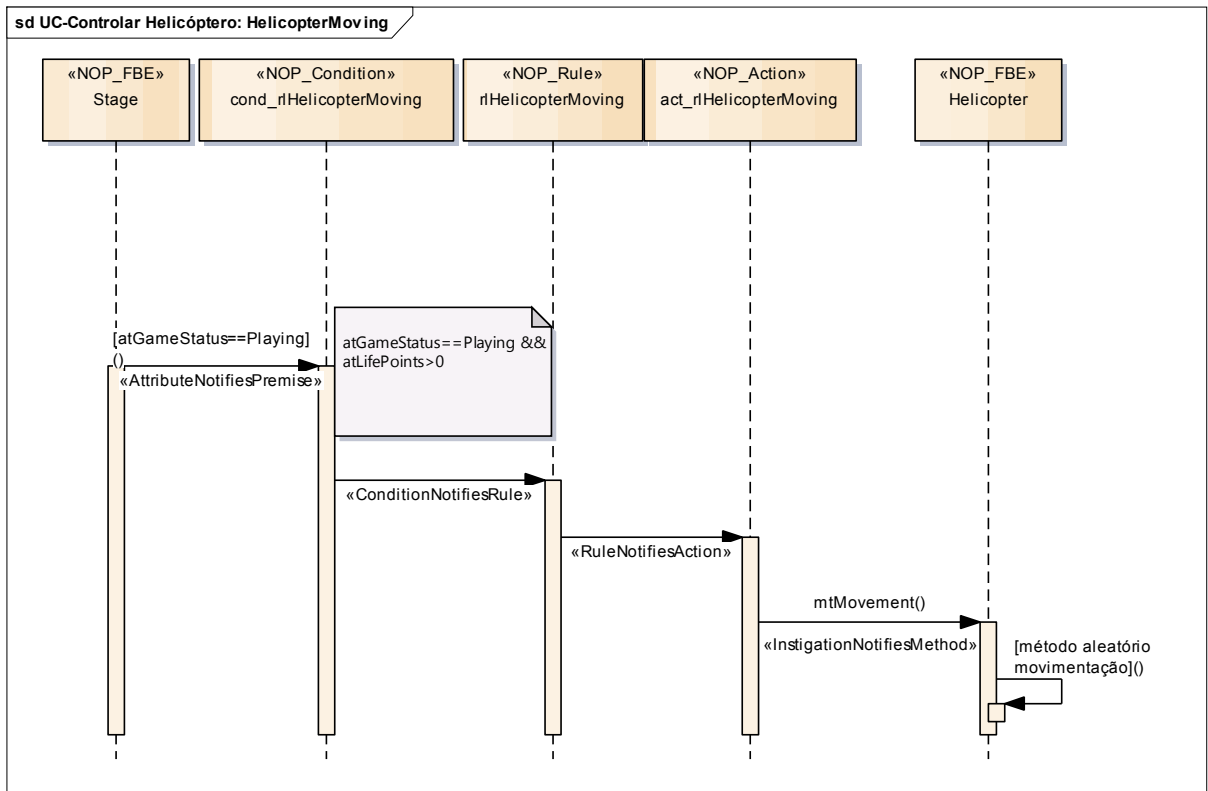 sd UC-Controlar Helicóptero: HelicopterMoving
«NOP_FBE»
Stage
«NOP_Condition»
cond_rlHelicopterMoving
«NOP_Rule»
rlHelicopterMoving
«NOP_Action»
act_rlHelicopterMoving
«NOP_FBE»
Helicopter
[atGameStatus==Playing]
()
«AttributeNotifiesPremise»
atGameStatus==Playing &&
atLifePoints>0
«ConditionNotifiesRule»
«RuleNotifiesAction»
mtMovement()
«InstigationNotifiesMethod»
[método aleatório
movimentação]()